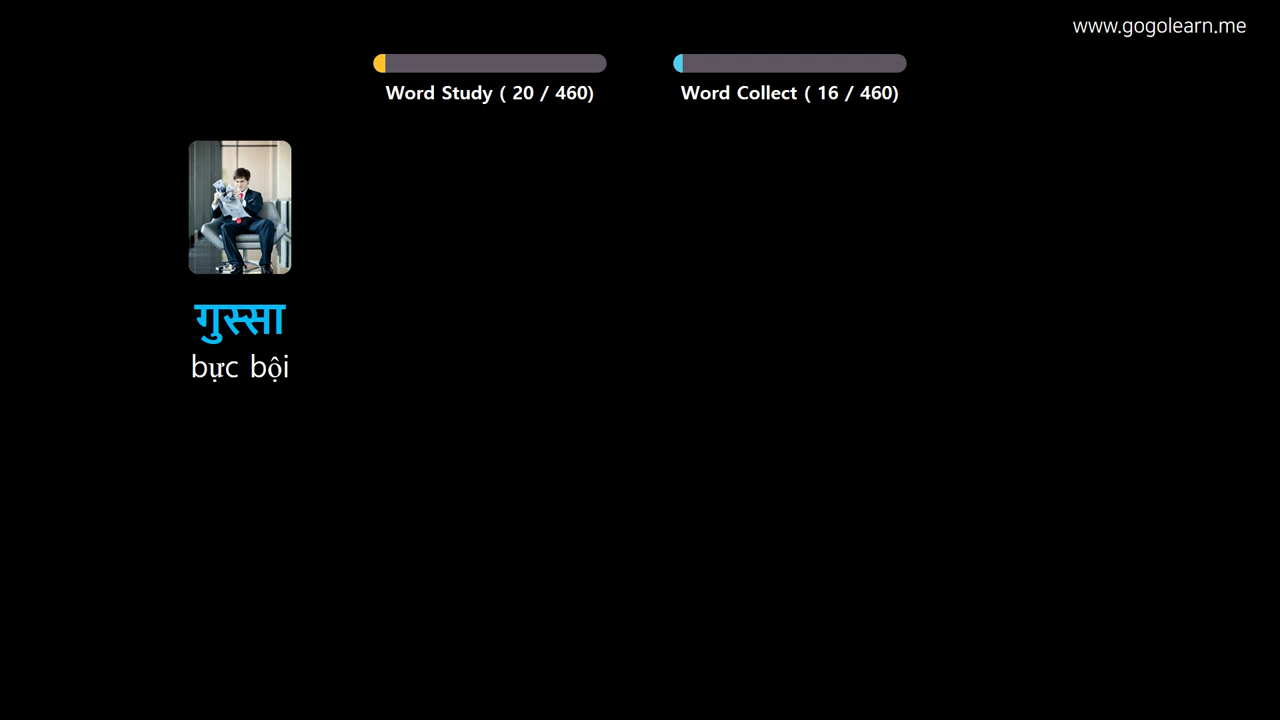 www.gogolearn.me
Word Study ( 20 / 460)
Word Collect ( 16 / 460)
गुस्सा
bực bội